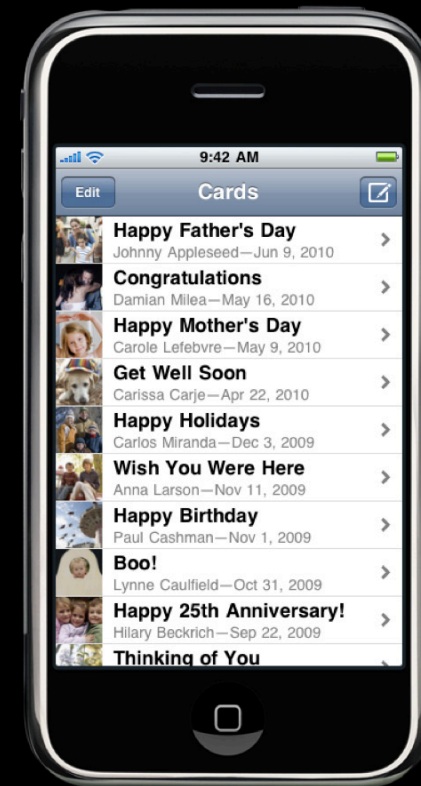 9:42 AM
Edit
Cards
Happy Father's Day
Johnny Appleseed—Jun 9, 2010
Congratulations
Damian Milea—May 16, 2010
Happy Mother's Day
Carole Lefebvre—May 9, 2010
Get Well Soon
Carissa Carje—Apr 22, 2010
Happy Holidays
Carlos Miranda—Dec 3, 2009
Wish You Were Here
Anna Larson—Nov 11, 2009
Happy Birthday
Paul Cashman—Nov 1, 2009
Boo!
Lynne Caulfield—Oct 31, 2009
Happy 25th Anniversary!
Hilary Beckrich—Sep 22, 2009
Thinking of You